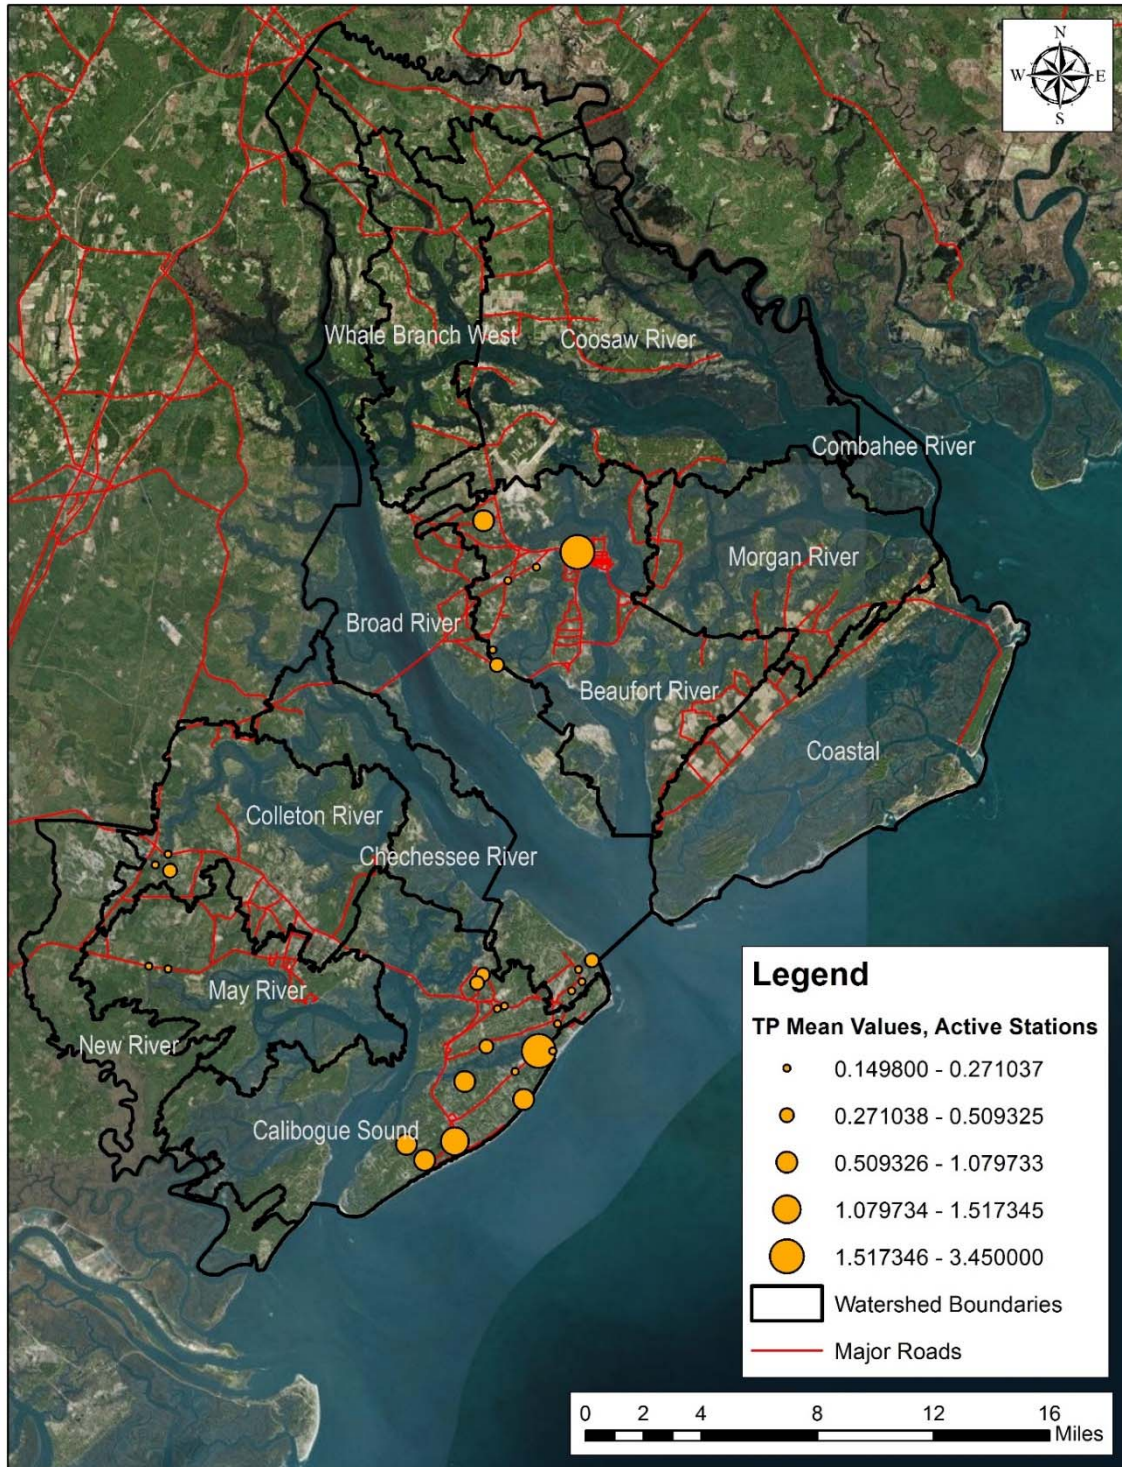 N
W E
S
Whale Branch West
Coosaw River
Combahee River
Morgan River
Broad River
Beaufort River
Coastal
Colleton River
Chechessee River
May River
New River
Calibogue Sound
Legend
TP Mean Values, Active Stations
0.149800 - 0.271037
0.271038 - 0.509325
0.509326 - 1.079733
1.079734 - 1.517345
1.517346 - 3.450000
Watershed Boundaries
Major Roads
0 2 4 8 12 16
Miles